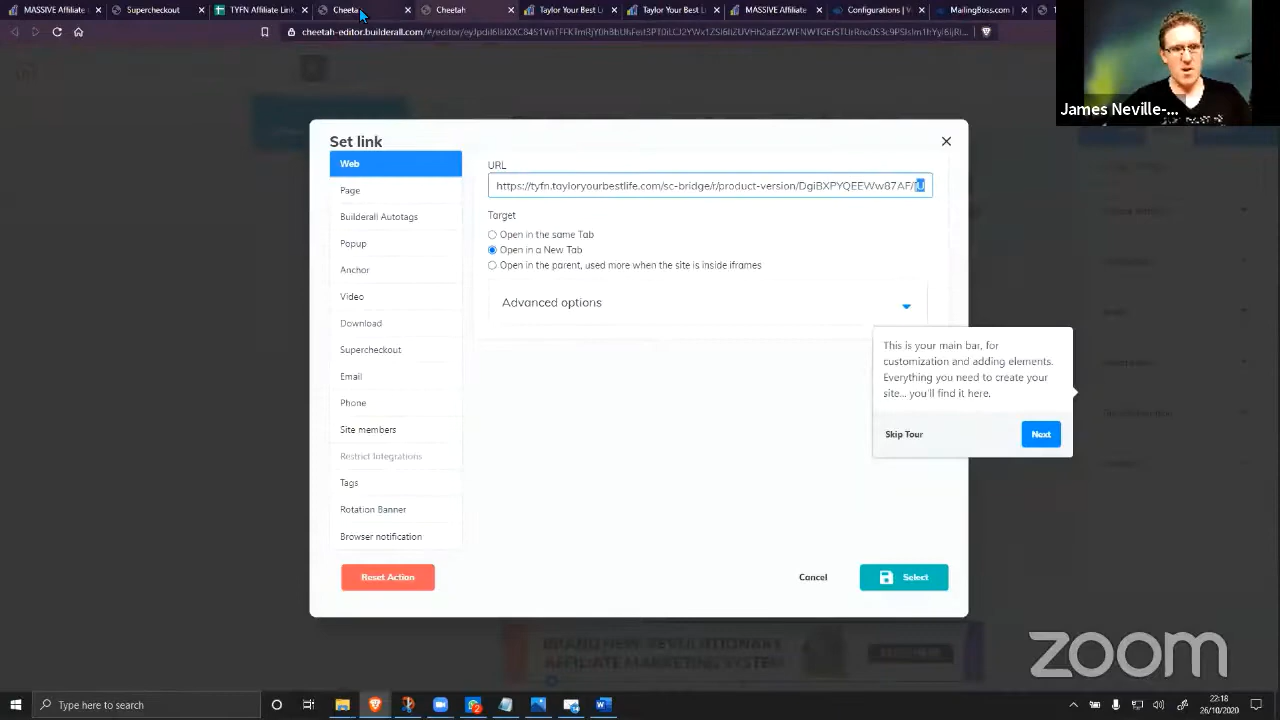 MASSIVE Affiliate
Supercheckout
TYFN Affiliate Link
Cheetah
Cheetah
Taylor Your Best L
Taylor Your Best L
MASSIVE Affiliate
Configurations | V
MailingBoss.com |
James Neville-...
Set link
Web
Page
Builderall Autotags
Popup
Anchor
Video
Download
Supercheckout
Email
Phone
Site members
Restrict Integrations
Tags
Rotation Banner
Browser notification
URL
https://tyfn.tayloryourbestlife.com/sc-bridge/r/product-version/DgiBXPYQEEWw87AF/
Target
Open in the same Tab
Open in a New Tab
Open in the parent, used more when the site is inside iframes
Advanced options
This is your main bar, for
customization and adding elements.
Everything you need to create your
site... you'll find it here.
Skip Tour
Next
Reset Action
Cancel
Select
BRAND NEW REVOLUTIONARY
AFFILIATE MARKETING SYSTEM
zoom
Type here to search
22:18
26/10/2020